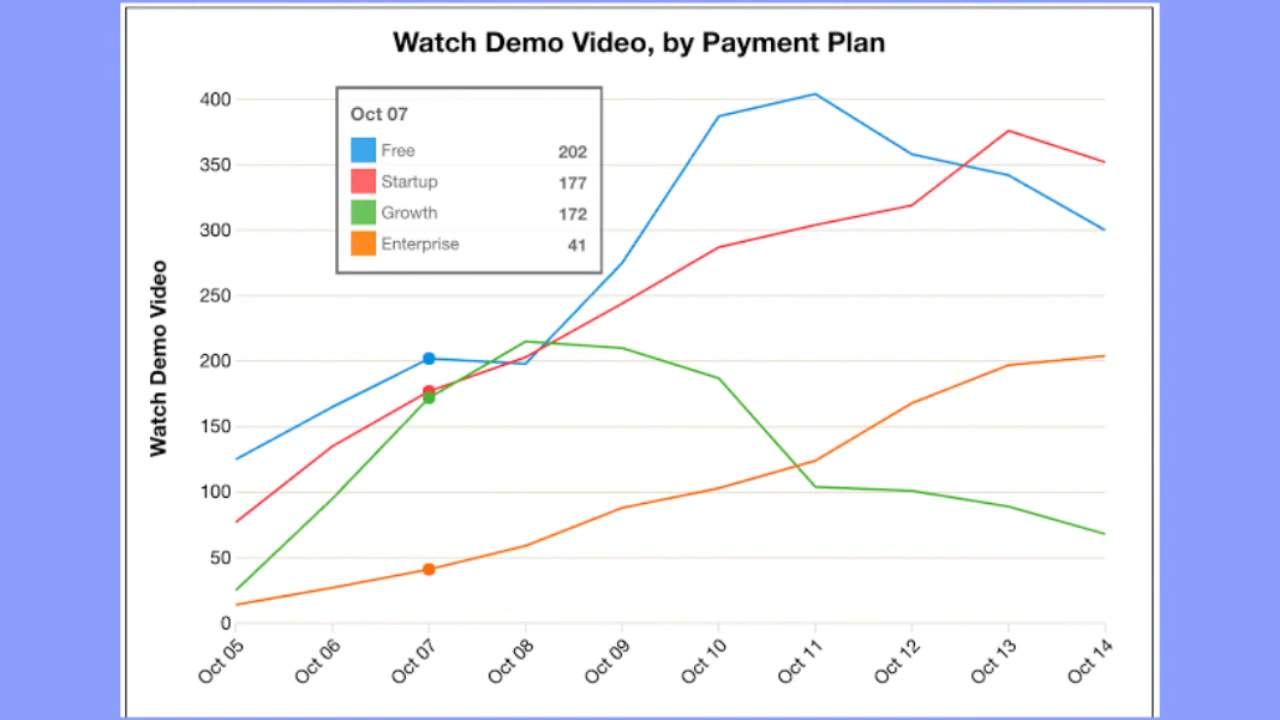 Watch Demo Video, by Payment Plan
Oct 07
Free 202
Startup 177
Growth 172
Enterprise 41
Watch Demo Video
400
350
300
250
200
150
100
50
0
Oct 05 Oct 06 Oct 07 Oct 08 Oct 09 Oct 10 Oct 11 Oct 12 Oct 13 Oct 14